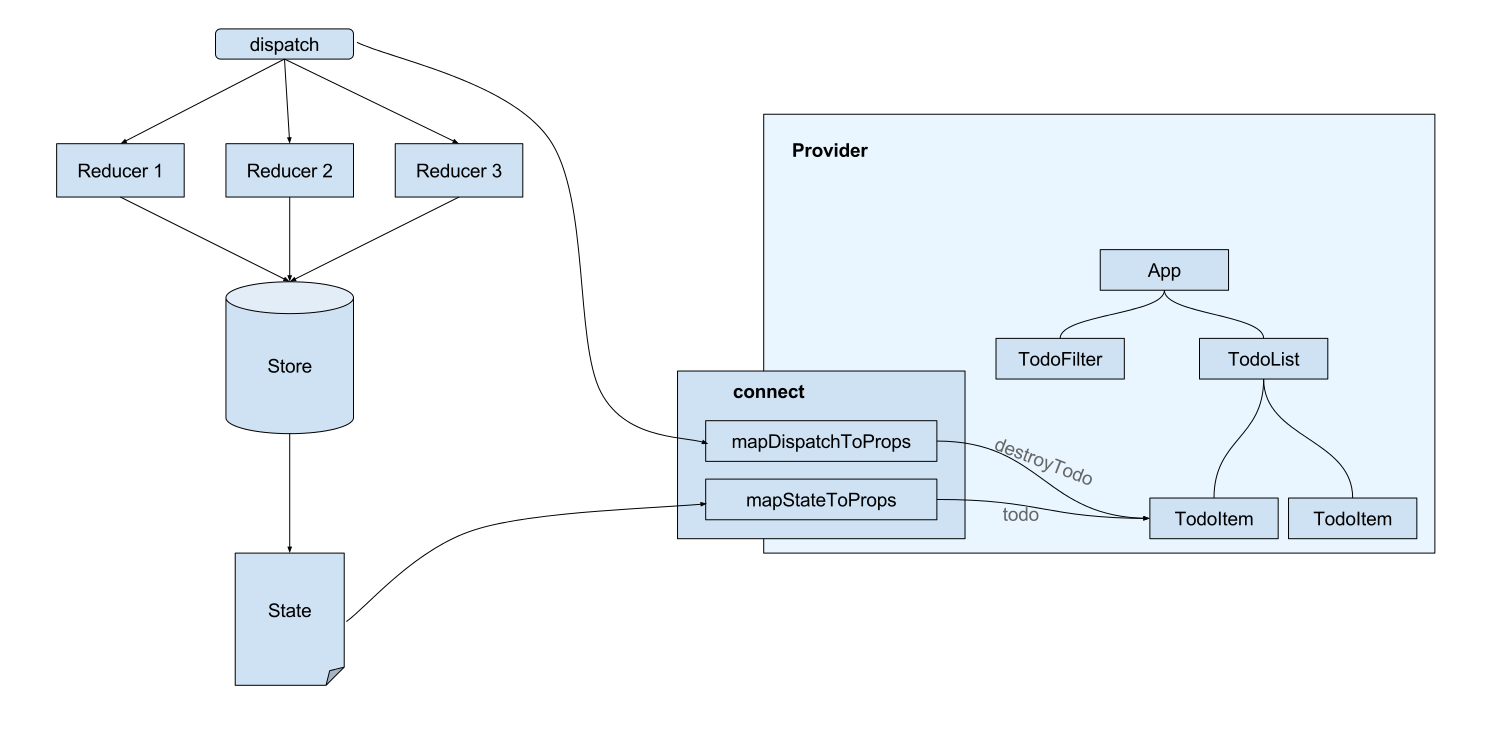 dispatch
Reducer 1
Reducer 2
Reducer 3
Store
State
Provider
App
TodoFilter
TodoList
connect
mapDispatchToProps
mapStateToProps
destroyTodo
todo
TodoItem
TodoItem